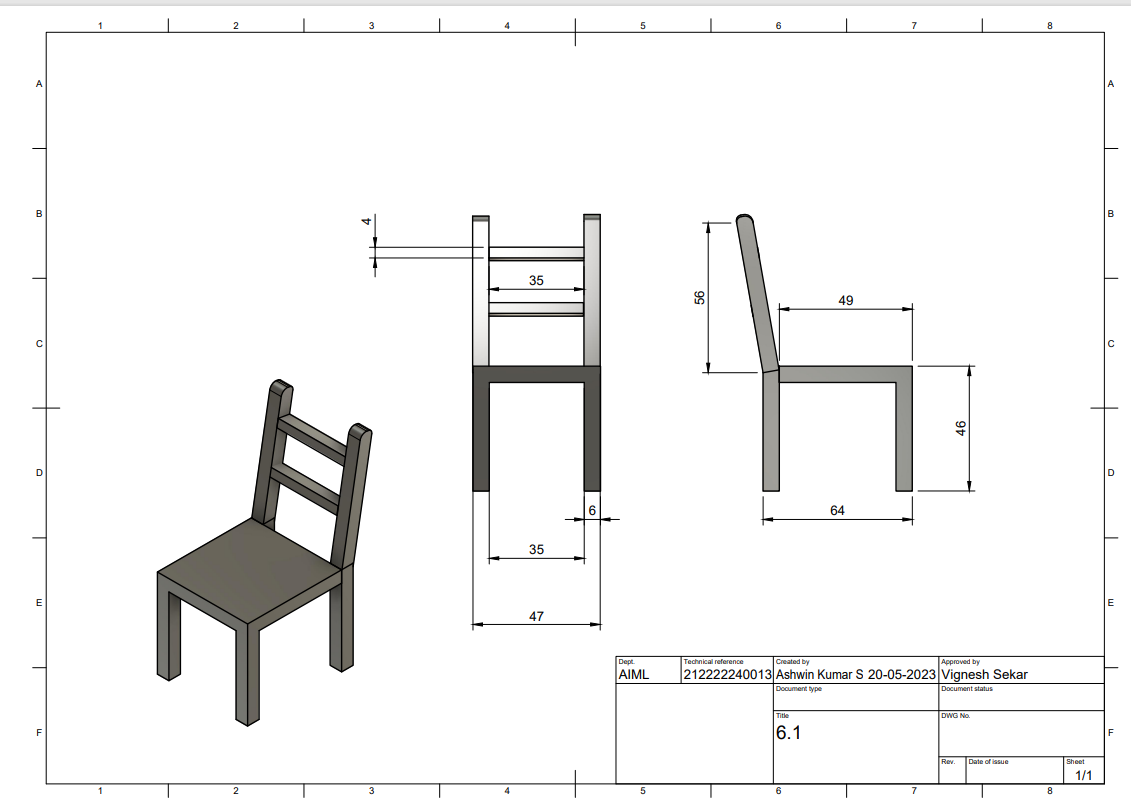 1 2 3 4 5 6 7 8
A A
B B
4
35
56
49
C C
46
D D
6
64
35
E E
47
Dept. Technical reference Created by Approved by
AIML 212222240013 Ashwin Kumar S 20-05-2023 Vignesh Sekar
Document type Document status
Title DWG No.
6.1
F F
Rev. Date of issue Sheet
1/1
1 2 3 4 5 6 7 8